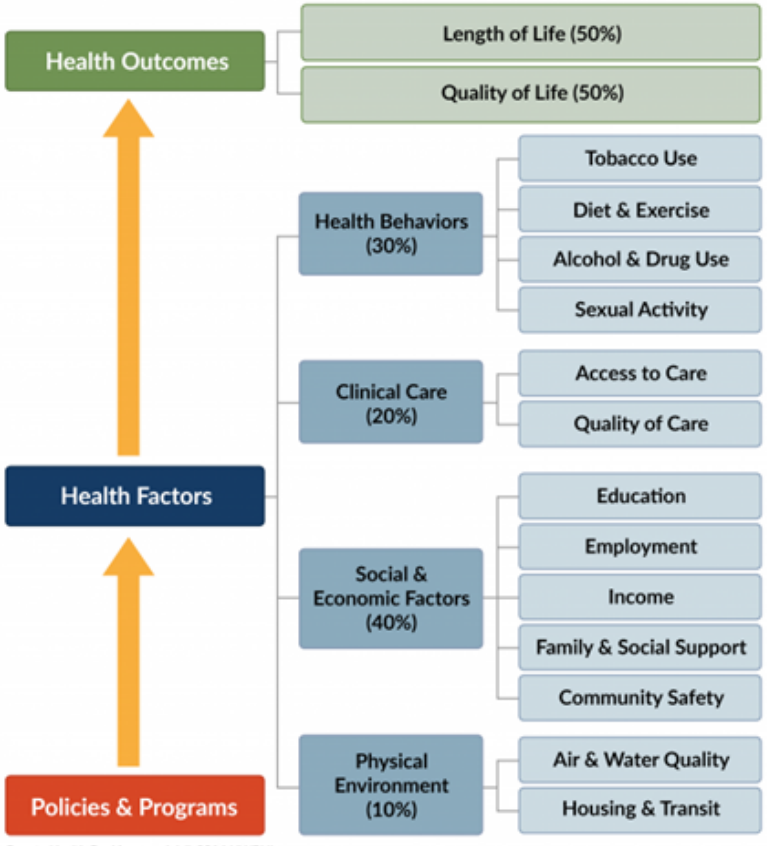 Health Outcomes
Length of Life (50%)
Quality of Life (50%)
Health Behaviors
(30%)
Tobacco Use
Diet & Exercise
Alcohol & Drug Use
Sexual Activity
Clinical Care
(20%)
Access to Care
Quality of Care
Health Factors
Social &
Economic Factors
(40%)
Education
Employment
Income
Family & Social Support
Community Safety
Physical
Environment
(10%)
Air & Water Quality
Housing & Transit
Policies & Programs